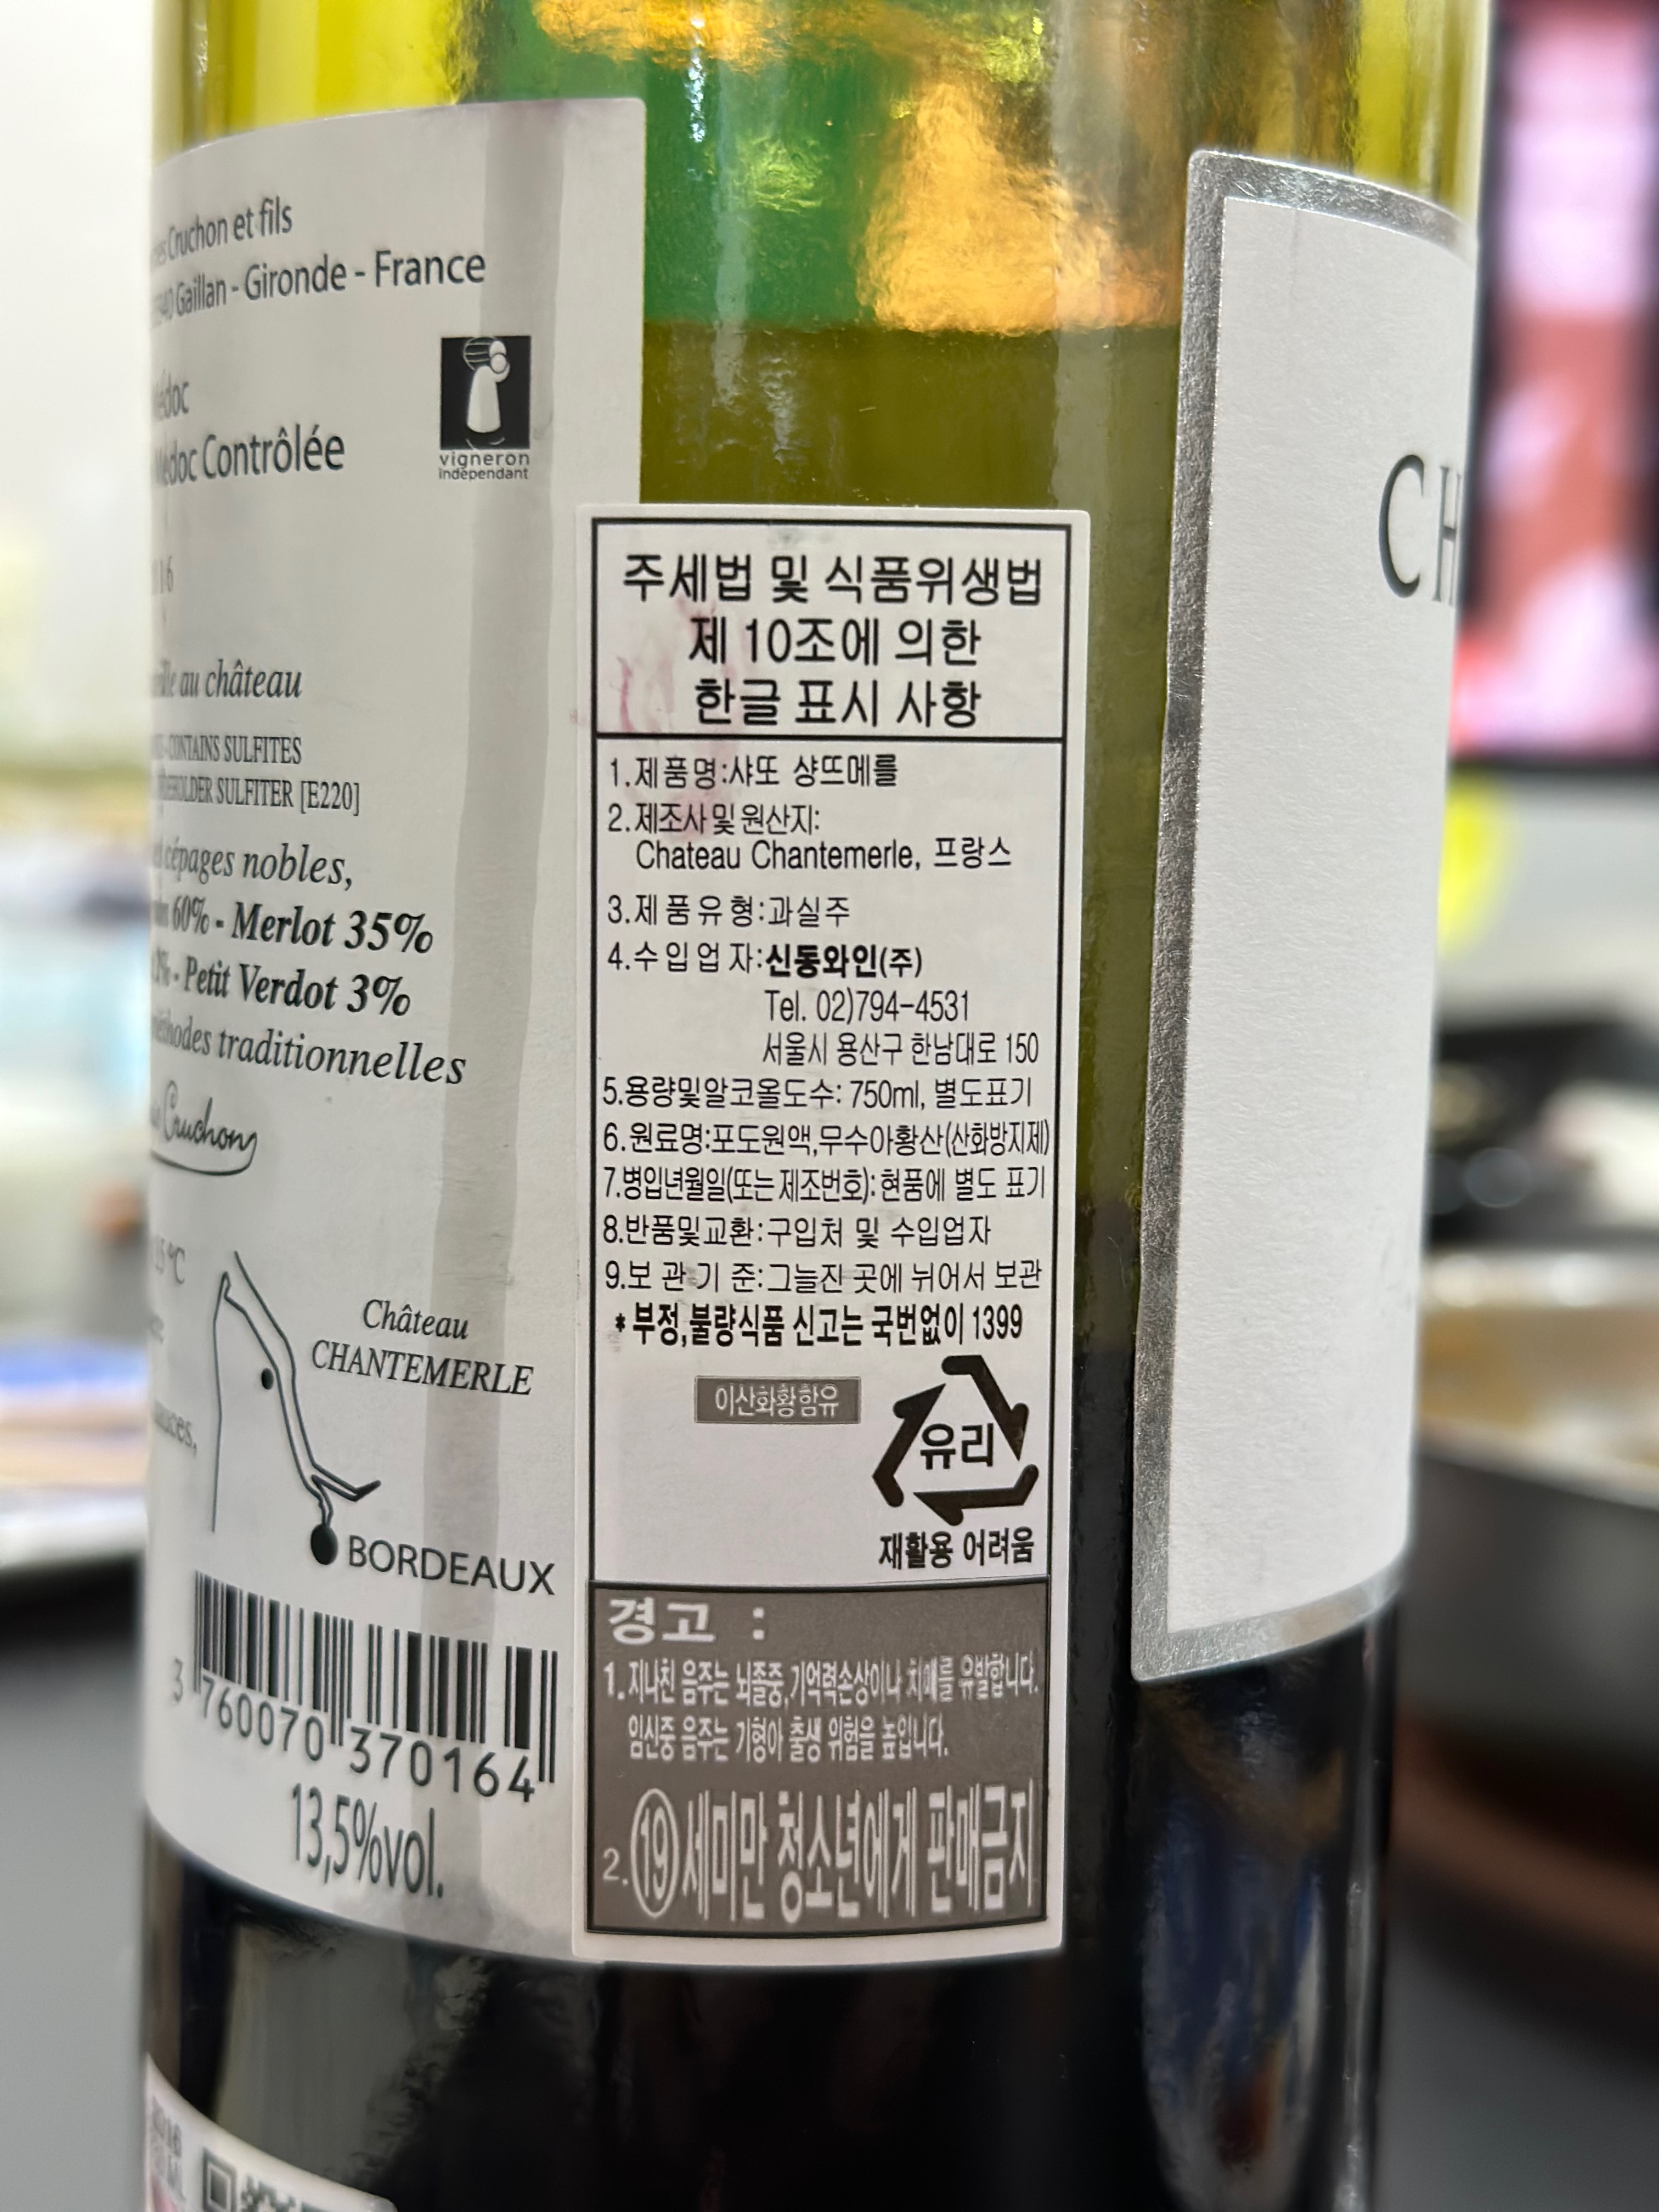 Cruchon et fils
Gaillan - Gironde - France
Contrôlée
vigneron
indépendant
au château
CONTAINS SULFITES
SULFITER [E220]
cépages nobles,
60% - Merlot 35%
- Petit Verdot 3%
traditionnelles
Cruchon
15°C
Château
CHANTEMERLE
BORDEAUX
3 760070 370164
13,5%vol.
주세법 및 식품위생법
제 10조에 의한
한글 표시 사항
1.제품명:샤또 샹뜨메를
2.제조사및원산지:
Chateau Chantemerle, 프랑스
3.제품유형:과실주
4.수입업자:신동와인(주)
Tel. 02)794-4531
서울시 용산구 한남대로 150
5.용량및알코올도수: 750ml, 별도표기
6.원료명:포도원액,무수아황산(산화방지제)
7.병입년월일(또는 제조번호): 현품에 별도 표기
8.반품및교환:구입처 및 수입업자
9.보관기준:그늘진 곳에 뉘어서 보관
* 부정,불량식품 신고는 국번없이 1399
이산화황함유
유리
재활용 어려움
경고 :
1. 지나친 음주는 뇌졸중,기억력손상이나 치매를 유발합니다.
임신중 음주는 기형아 출생 위험을 높입니다.
2. 19세미만 청소년에게 판매금지
CH